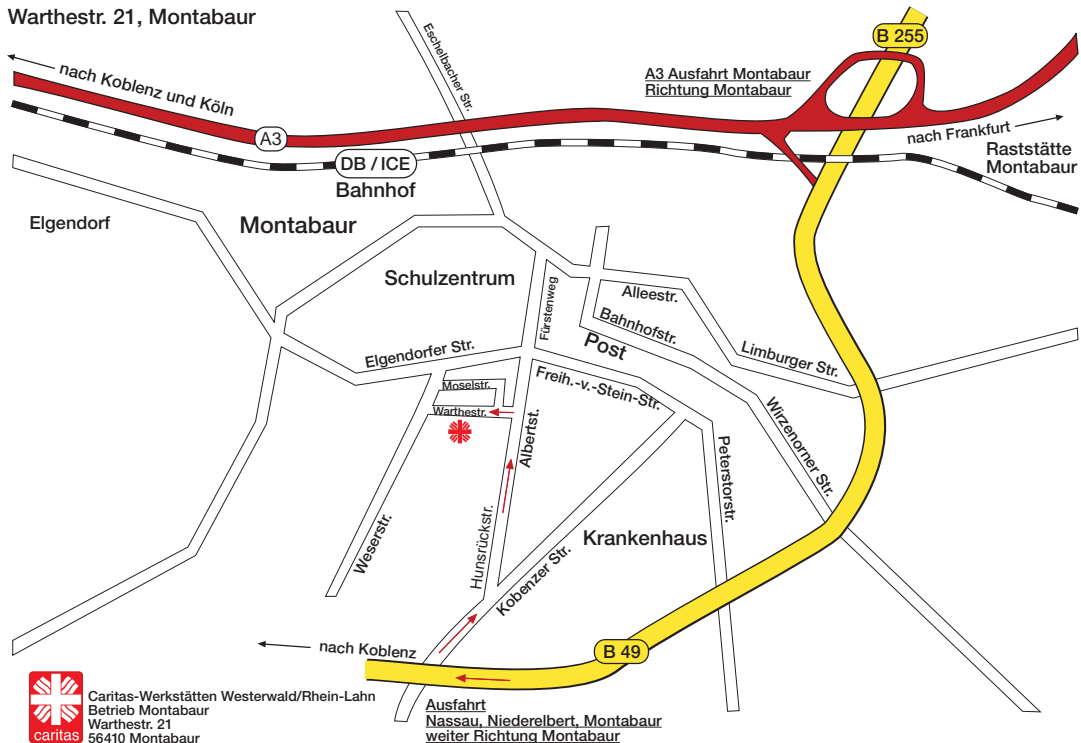 Warthestr. 21, Montabaur
B 255
Eschelbacher Str.
nach Koblenz und Köln
A3 Ausfahrt Montabaur
Richtung Montabaur
A3
nach Frankfurt
DB / ICE
Bahnhof
Raststätte
Montabaur
Elgendorf
Montabaur
Schulzentrum
Fürstenweg
Alleestr.
Bahnhofstr.
Post
Limburger Str.
Elgendorfer Str.
Freih.-v.-Stein-Str.
Moselstr.
Warthestr.
Albertst.
Wirzenorner Str.
Peterstorstr.
Weserstr.
Hunsrückstr.
Krankenhaus
Kobenzer Str.
nach Koblenz
B 49
caritas
Caritas-Werkstätten Westerwald/Rhein-Lahn
Betrieb Montabaur
Warthestr. 21
56410 Montabaur
Ausfahrt
Nassau, Niederelbert, Montabaur
weiter Richtung Montabaur